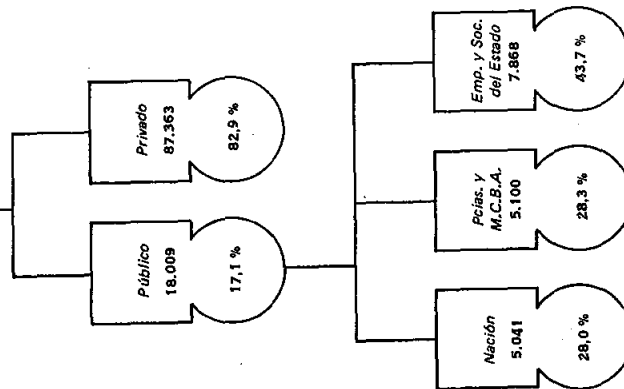 Público
18.009
17,1 %
Privado
87.363
82,9 %
Nación
5.041
28,0 %
Pcias. y
M.C.B.A.
5.100
28,3 %
Emp. y Soc.
del Estado
7.868
43,7 %